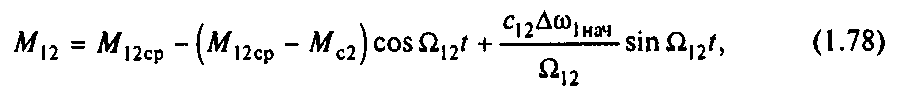 M₁₂ = M₁₂ср − (M₁₂ср − Mс₂) cos Ω₁₂t + (c₁₂Δω₁нач / Ω₁₂) sin Ω₁₂t, (1.78)